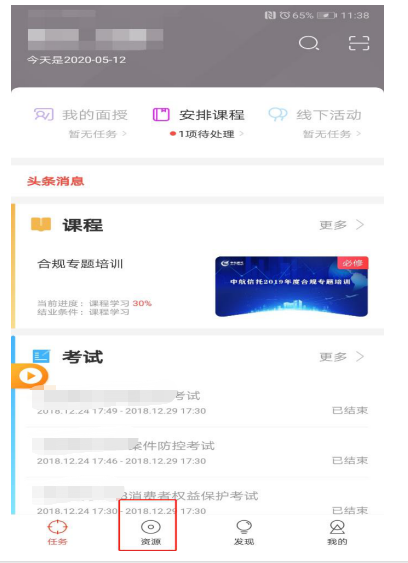 65% 11:38
今天是2020-05-12
我的面授 安排课程 线下活动
暂无任务 > 1项待处理 > 暂无任务 >
头条消息
课程 更多 >
合规专题培训
必修
中航信托2019年度合规专题培训
当前进度：课程学习 30%
结业条件：课程学习
考试 更多 >
考试
2018.12.24 17:49 - 2018.12.29 17:30 已结束
案件防控考试
2018.12.24 17:46 - 2018.12.29 17:30 已结束
消费者权益保护考试
2018.12.24 17:30 - 2018.12.29 17:30 已结束
任务 资源 发现 我的